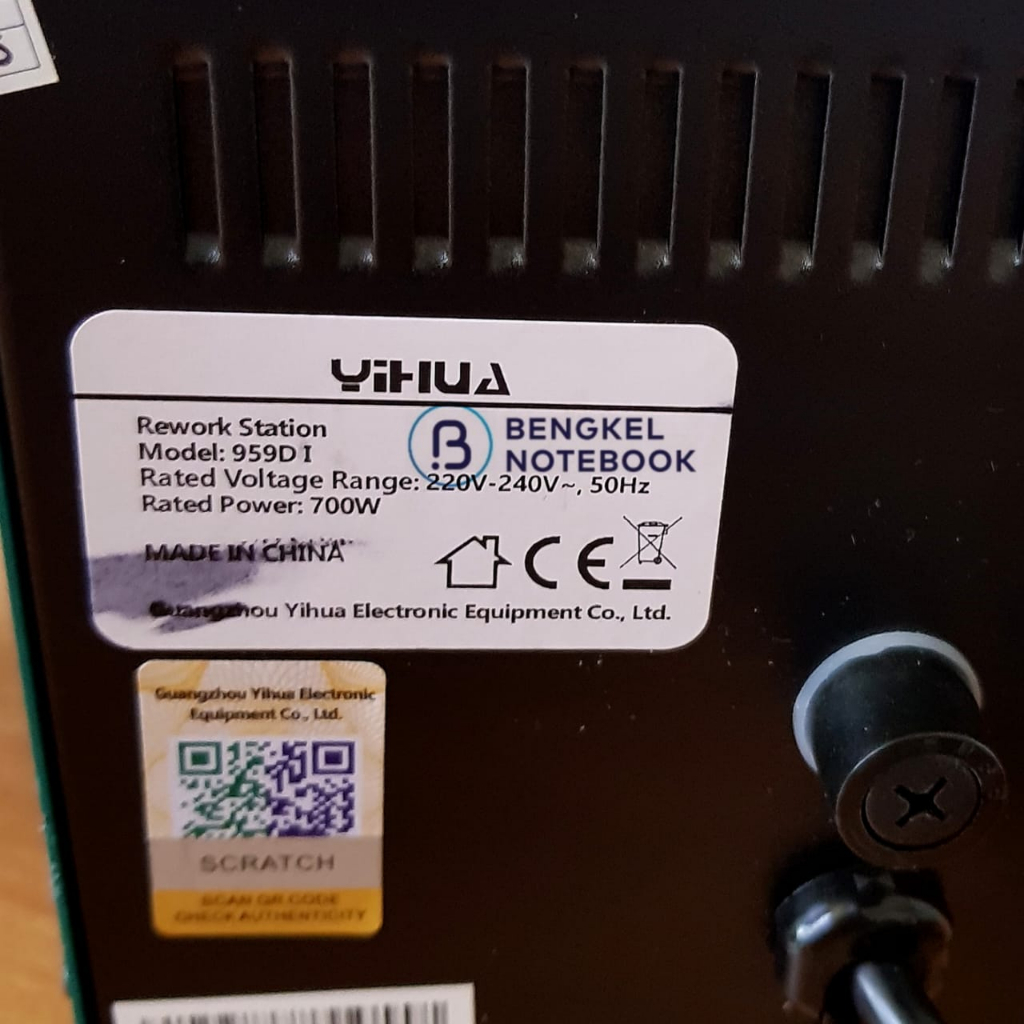 YIHUA
BENGKEL
NOTEBOOK
Rework Station
Model: 959D I
Rated Voltage Range: 220V-240V~, 50Hz
Rated Power: 700W
MADE IN CHINA
CE
Guangzhou Yihua Electronic Equipment Co., Ltd.
Guangzhou Yihua Electronic
Equipment Co., Ltd.
SCRATCH
SCAN QR CODE
CHECK AUTHENTICITY